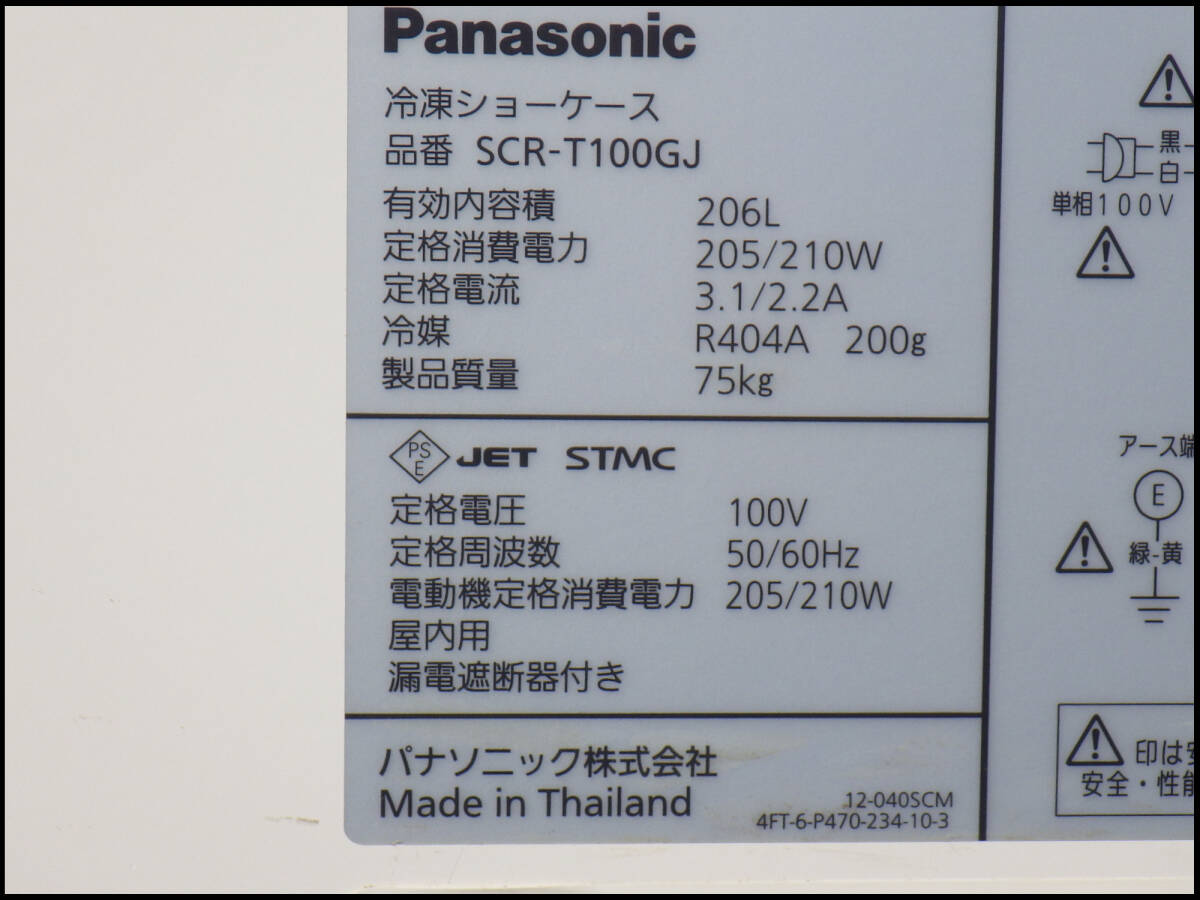 Panasonic
冷凍ショーケース
品番 SCR-T100GJ
有効内容積 206L
定格消費電力 205/210W
定格電流 3.1/2.2A
冷媒 R404A 200g
製品質量 75kg
PSE JET STMC
定格電圧 100V
定格周波数 50/60Hz
電動機定格消費電力 205/210W
屋内用
漏電遮断器付き
パナソニック株式会社
Made in Thailand
12-040SCM
4FT-6-P470-234-10-3
黒
白
単相100V
アース端
E
緑-黄
印は安
安全・性能